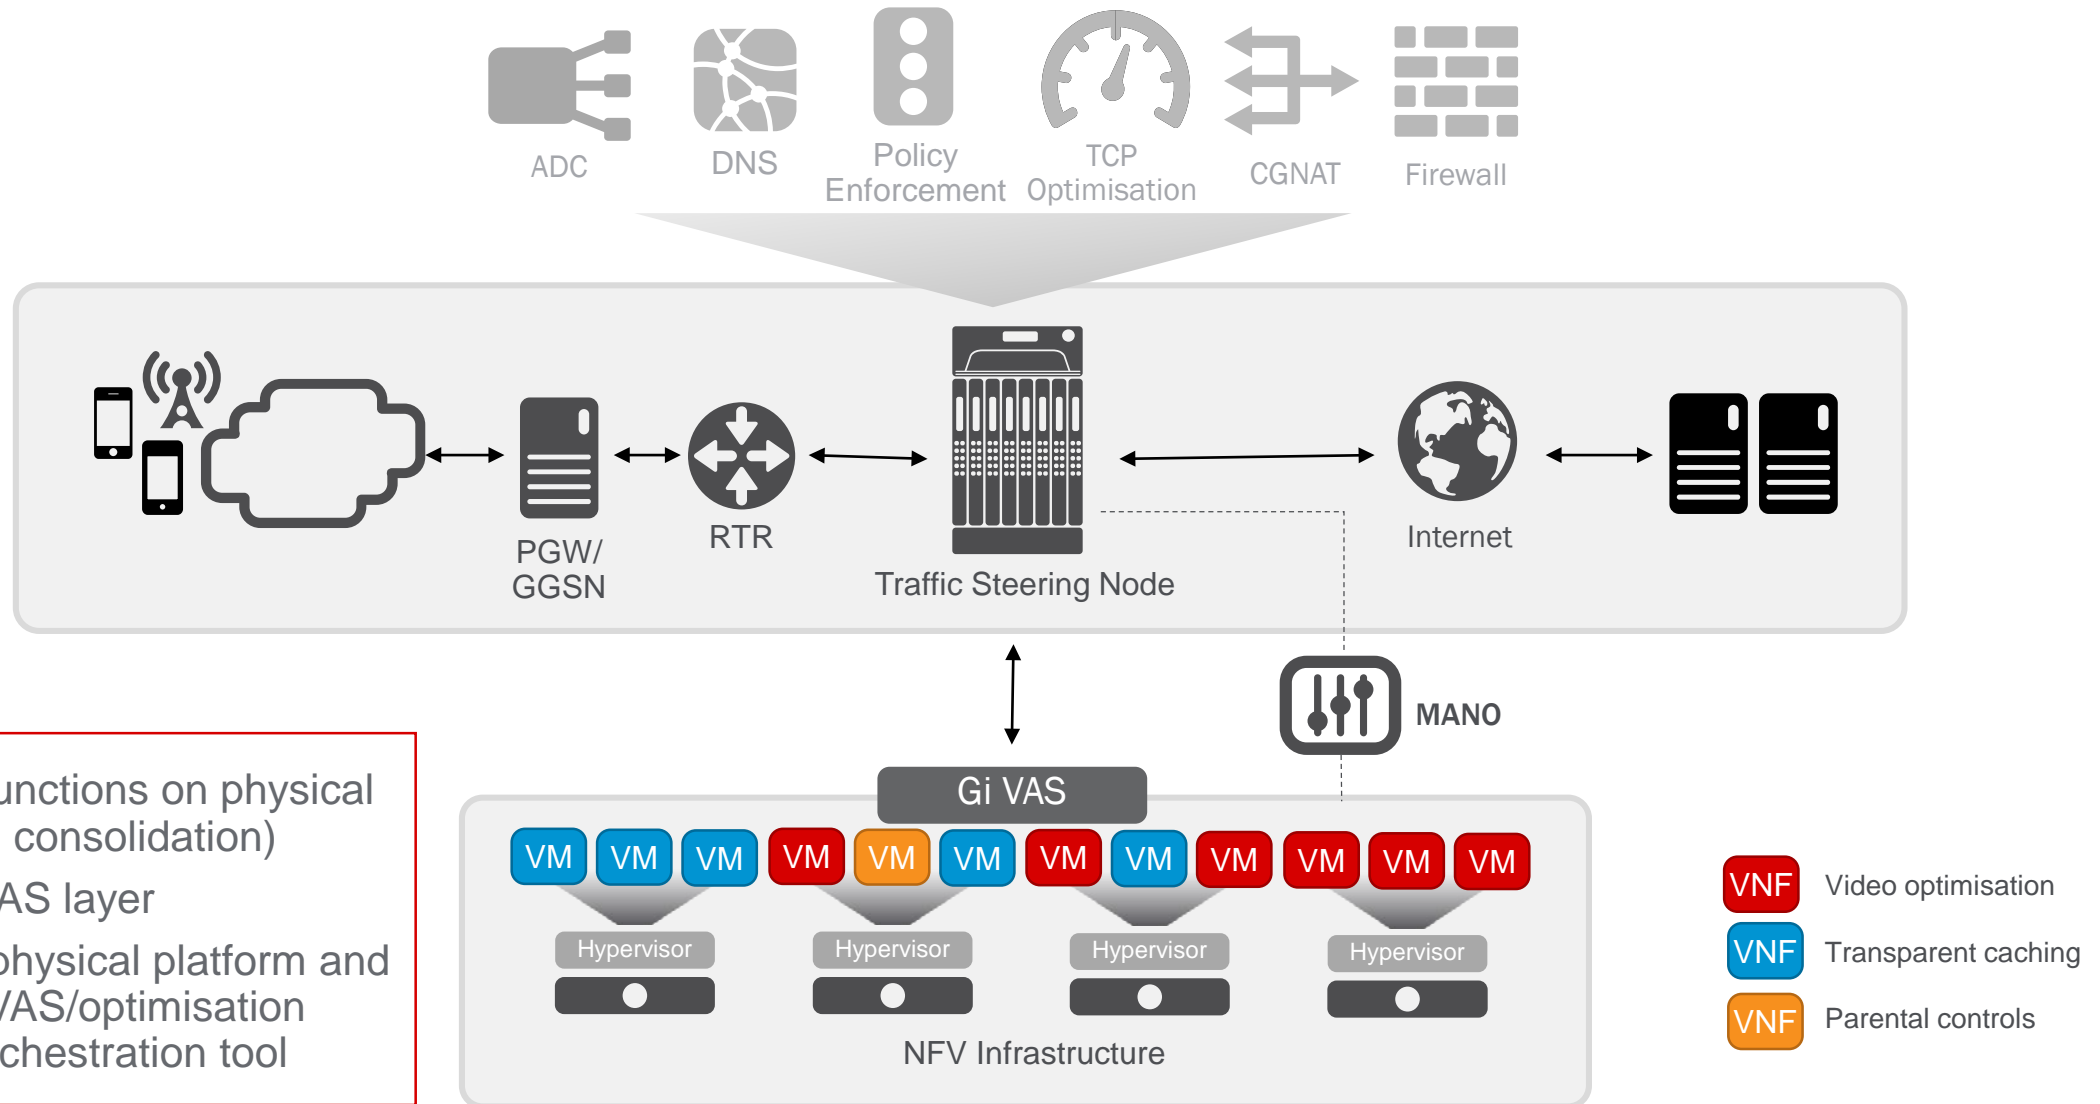 ADC
DNS
Policy
Enforcement
TCP
Optimisation
CGNAT
Firewall
PGW/
GGSN
RTR
Traffic Steering Node
Internet
MANO
unctions on physical
consolidation)
AS layer
physical platform and
VAS/optimisation
chestration tool
Gi VAS
VM VM VM VM VM VM VM VM VM VM VM VM
Hypervisor Hypervisor Hypervisor Hypervisor
NFV Infrastructure
VNF Video optimisation
VNF Transparent caching
VNF Parental controls